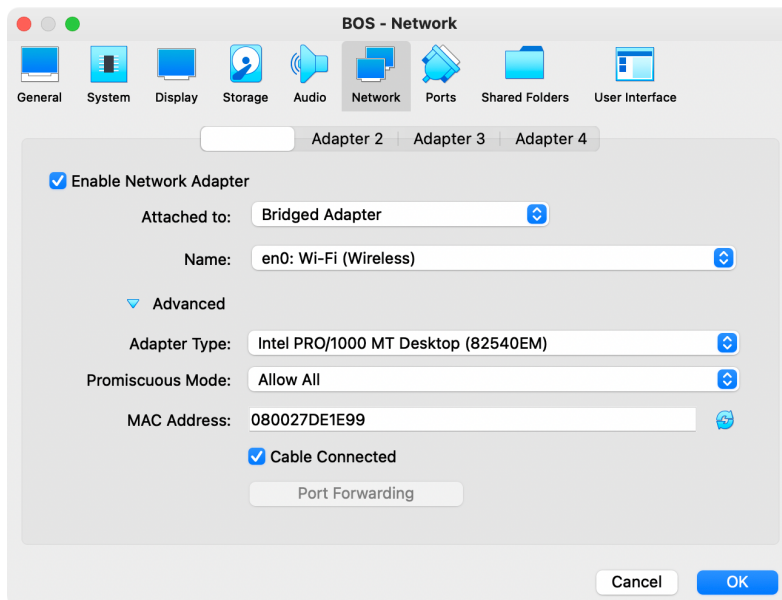 BOS - Network
General System Display Storage Audio Network Ports Shared Folders User Interface
Adapter 2 Adapter 3 Adapter 4
Enable Network Adapter
Attached to: Bridged Adapter
Name: en0: Wi-Fi (Wireless)
Advanced
Adapter Type: Intel PRO/1000 MT Desktop (82540EM)
Promiscuous Mode: Allow All
MAC Address: 080027DE1E99
Cable Connected
Port Forwarding
Cancel OK